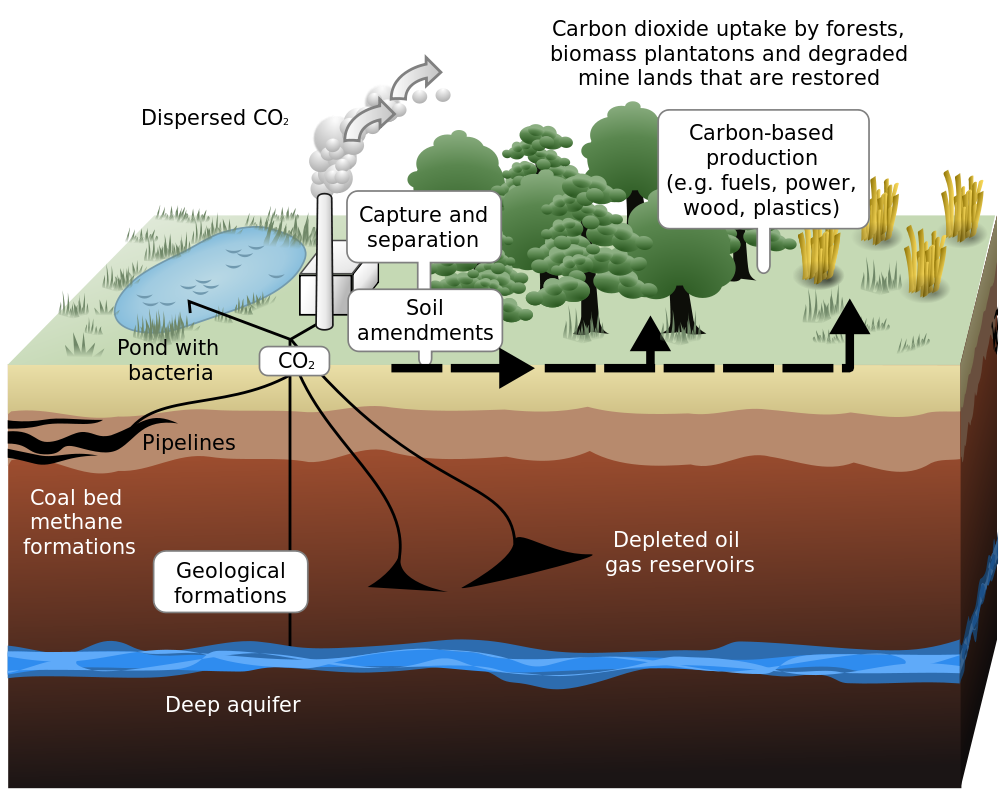 Carbon dioxide uptake by forests,
biomass plantatons and degraded
mine lands that are restored
Dispersed CO₂
Carbon-based
production
(e.g. fuels, power,
wood, plastics)
Capture and
separation
Soil
amendments
Pond with
bacteria
CO₂
Pipelines
Coal bed
methane
formations
Depleted oil
gas reservoirs
Geological
formations
Deep aquifer